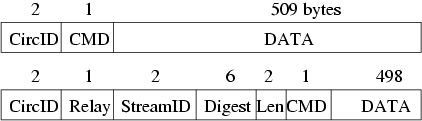 2 1 509 bytes
CircID CMD DATA
2 1 2 6 2 1 498
CircID Relay StreamID Digest Len CMD DATA